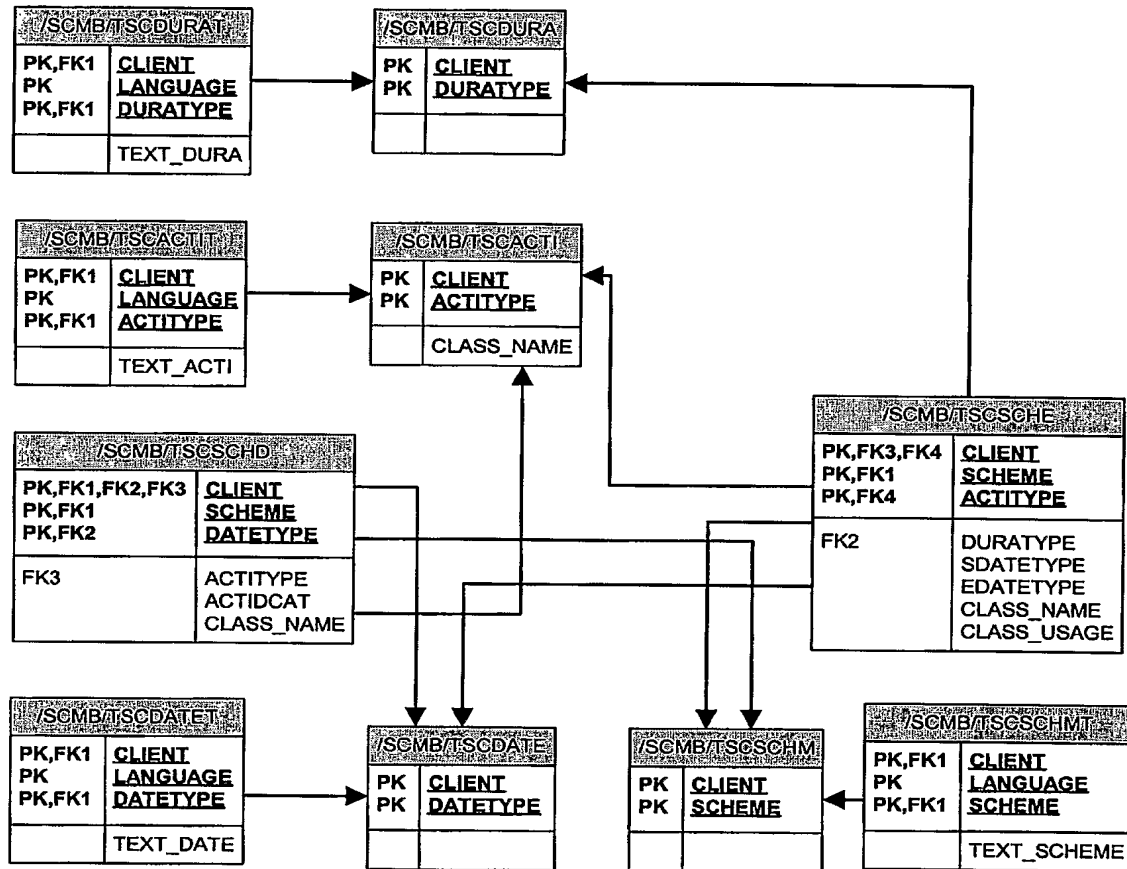 /SCMB/TSCDURAT
PK,FK1 CLIENT
PK LANGUAGE
PK,FK1 DURATYPE
TEXT_DURA
/SCMB/TSCDURA
PK CLIENT
PK DURATYPE
/SCMB/TSCACTIT
PK,FK1 CLIENT
PK LANGUAGE
PK,FK1 ACTITYPE
TEXT_ACTI
/SCMB/TSCACTI
PK CLIENT
PK ACTITYPE
CLASS_NAME
/SCMB/TSCSCHE
PK,FK3,FK4 CLIENT
PK,FK1 SCHEME
PK,FK4 ACTITYPE
FK2 DURATYPE
SDATETYPE
EDATETYPE
CLASS_NAME
CLASS_USAGE
/SCMB/TSCSCHD
PK,FK1,FK2,FK3 CLIENT
PK,FK1 SCHEME
PK,FK2 DATETYPE
FK3 ACTITYPE
ACTIDCAT
CLASS_NAME
/SCMB/TSCDATET
PK,FK1 CLIENT
PK LANGUAGE
PK,FK1 DATETYPE
TEXT_DATE
/SCMB/TSCDATE
PK CLIENT
PK DATETYPE
/SCMB/TSCSCHM
PK CLIENT
PK SCHEME
/SCMB/TSCSCHMT
PK,FK1 CLIENT
PK LANGUAGE
PK,FK1 SCHEME
TEXT_SCHEME